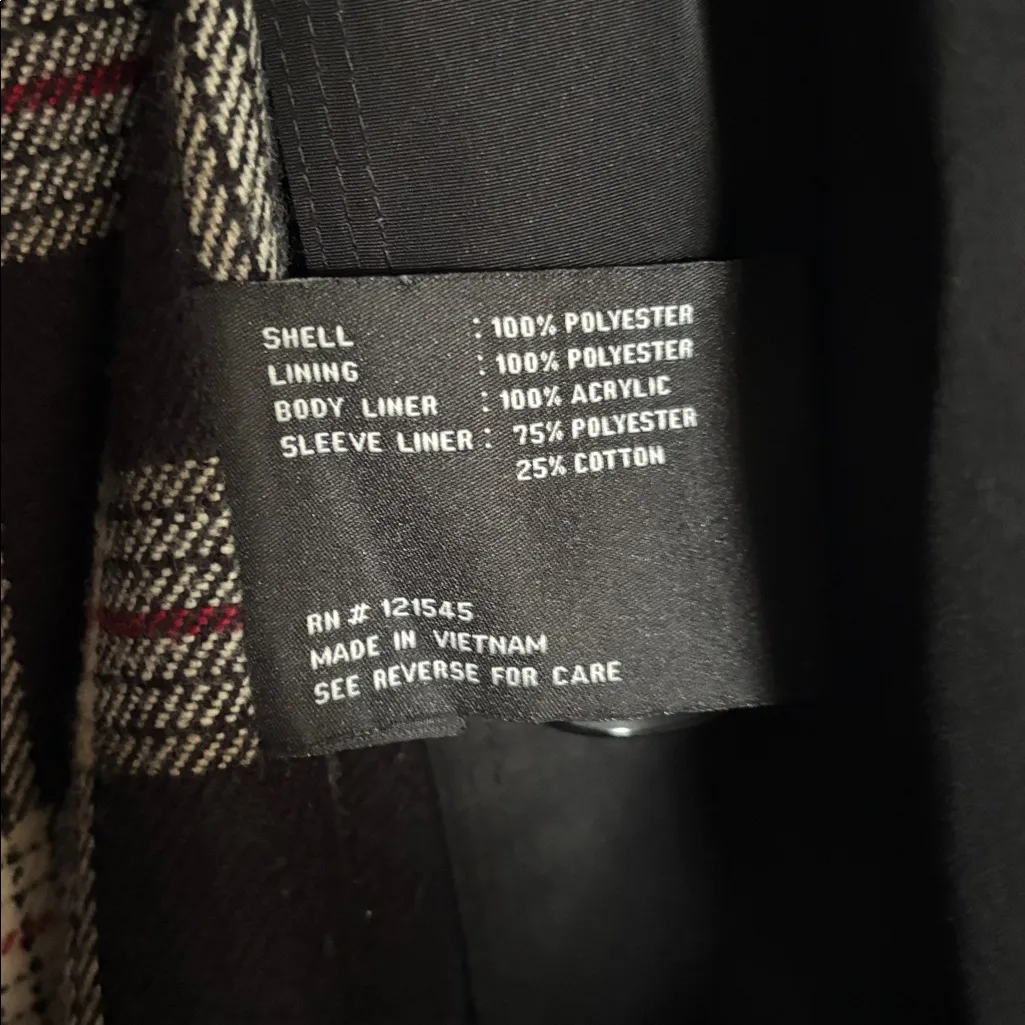 SHELL : 100% POLYESTER
LINING : 100% POLYESTER
BODY LINER : 100% ACRYLIC
SLEEVE LINER : 75% POLYESTER
25% COTTON
RN # 121545
MADE IN VIETNAM
SEE REVERSE FOR CARE